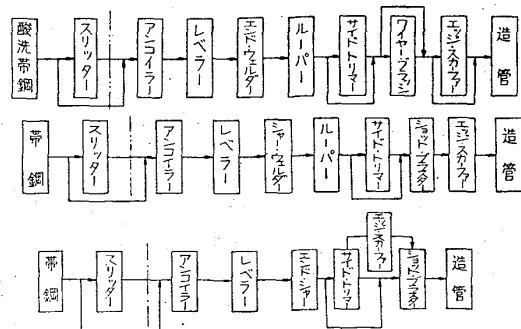 酸洗帯鋼
スリッター
アンコイラー
レベラー
エンド・ウェルダー
ルーパー
サイドトリマー
ワイヤー・ブラッシ
エッジ・スカーファー
造管
帯鋼
スリッター
アンコイラー
レベラー
シャー・ウェルダー
ルーパー
サイド・トリマー
ショット・ブラスター
エッジ・スカーファー
造管
帯鋼
スリッター
アンコイラー
レベラー
エンド・シャー
サイド・トリマー
エッジ・スカーファー
ショット・ブラスター
造管